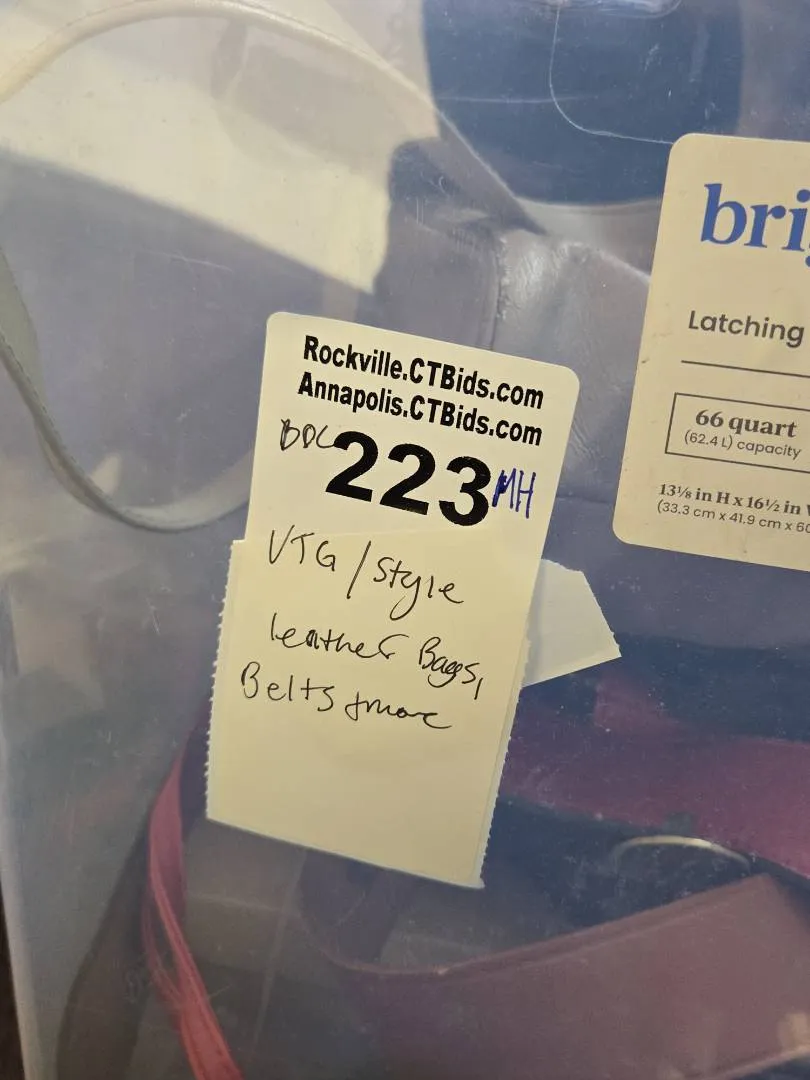 Rockville.CTBids.com
Annapolis.CTBids.com
BDC 223 MH
VTG / Style
leather Bags,
Belts & more
bri
Latching
66 quart
(62.4 L) capacity
13⅛ in H x 16½ in
(33.3 cm x 41.9 cm x 60